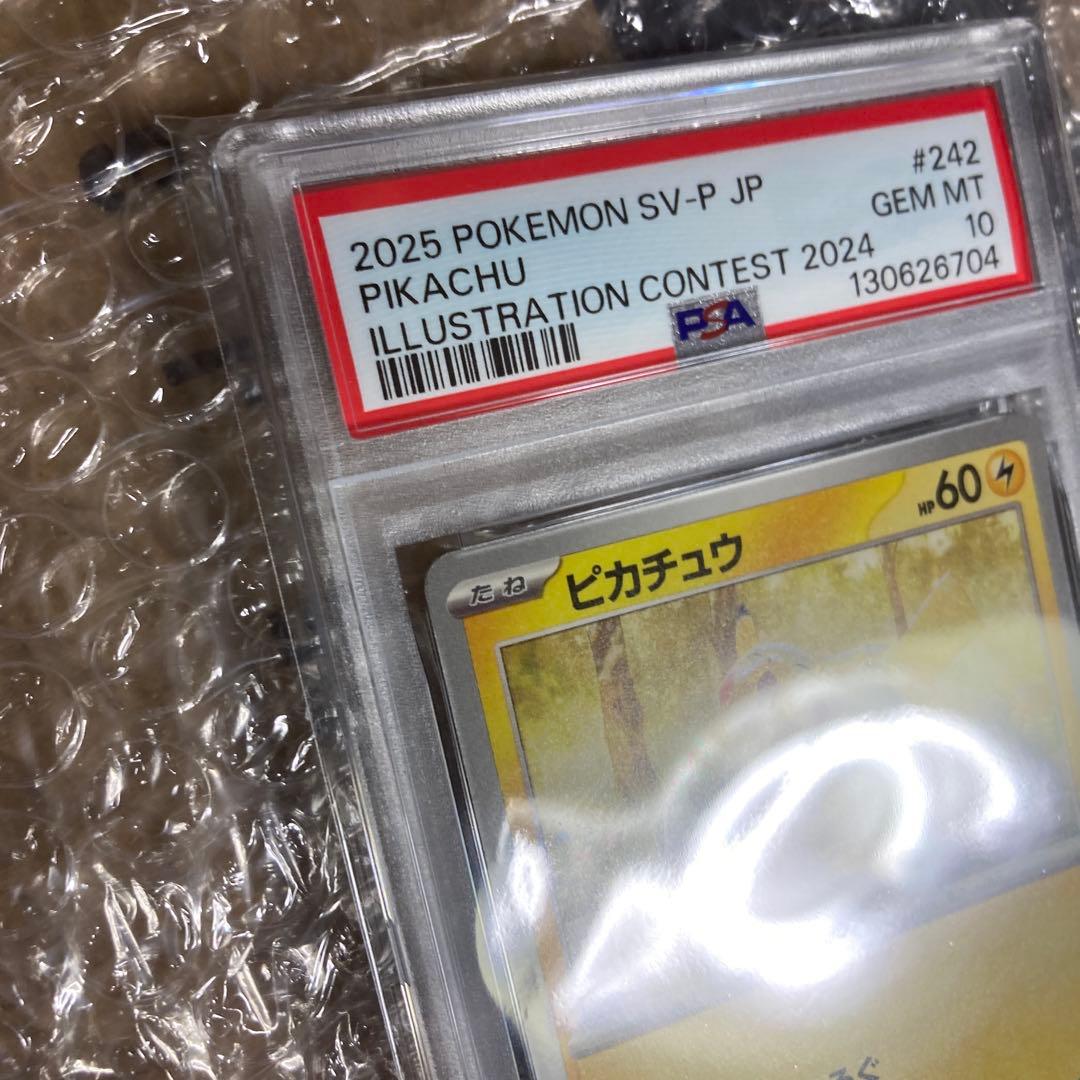 2025 POKEMON SV-P JP #242
PIKACHU GEM MT
ILLUSTRATION CONTEST 2024 10
130626704
PSA
たね ピカチュウ HP60